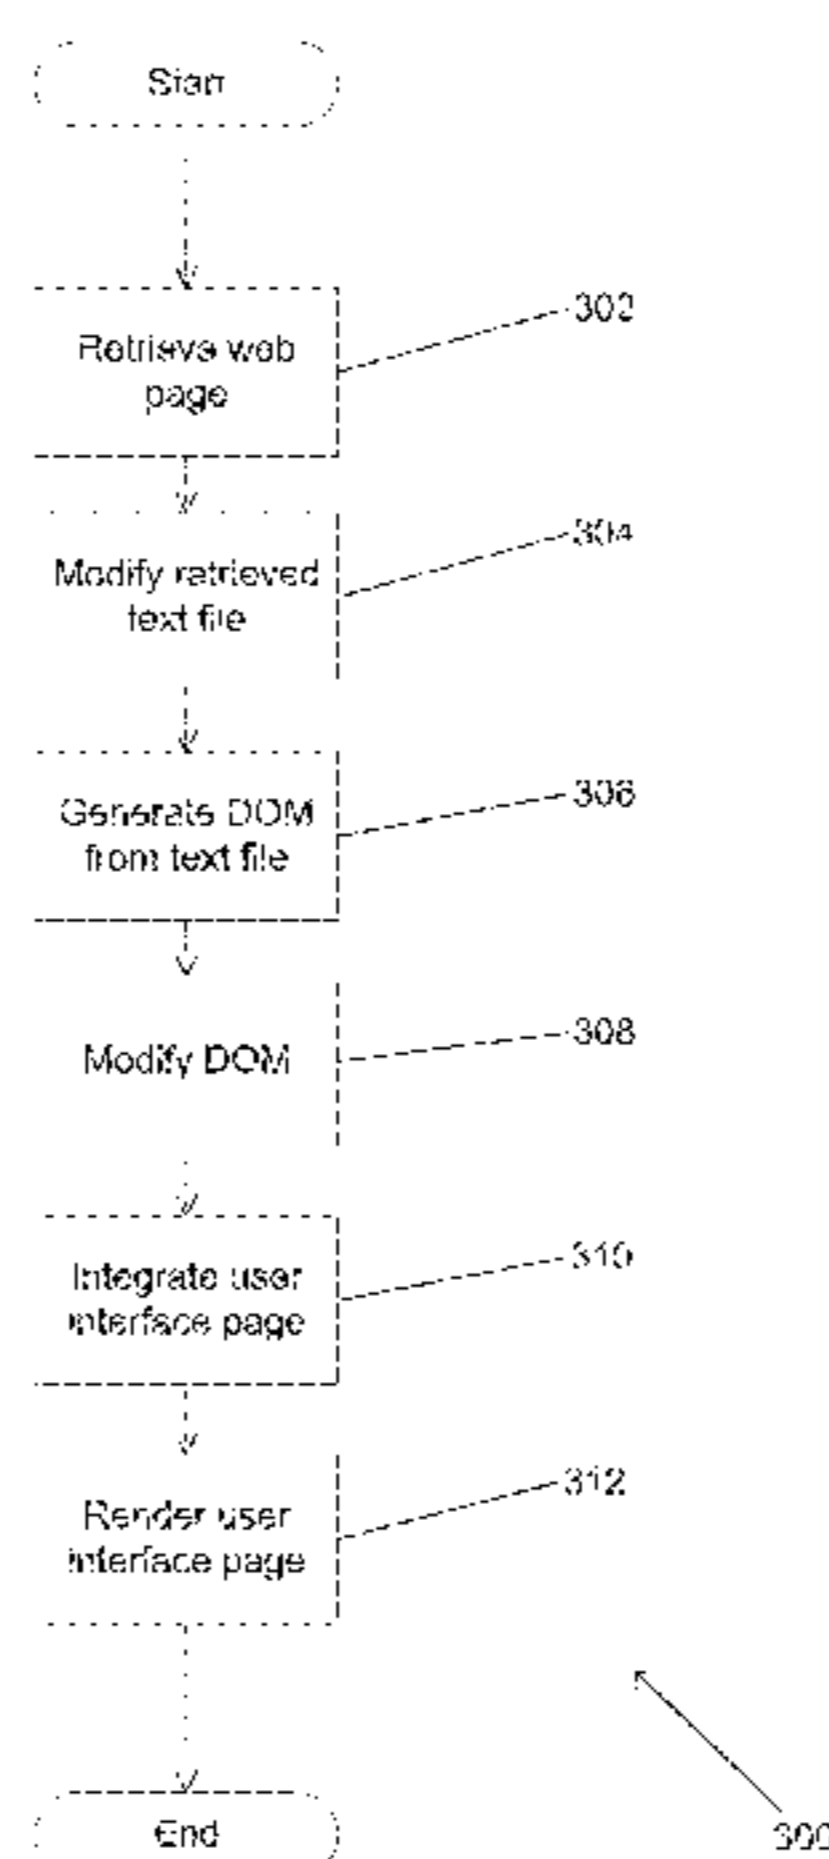 Start
Retrieve web
page
302
Modify retrieved
text file
304
Generate DOM
from text file
306
Modify DOM
308
Integrate user
interface page
310
Render user
interface page
312
End
300